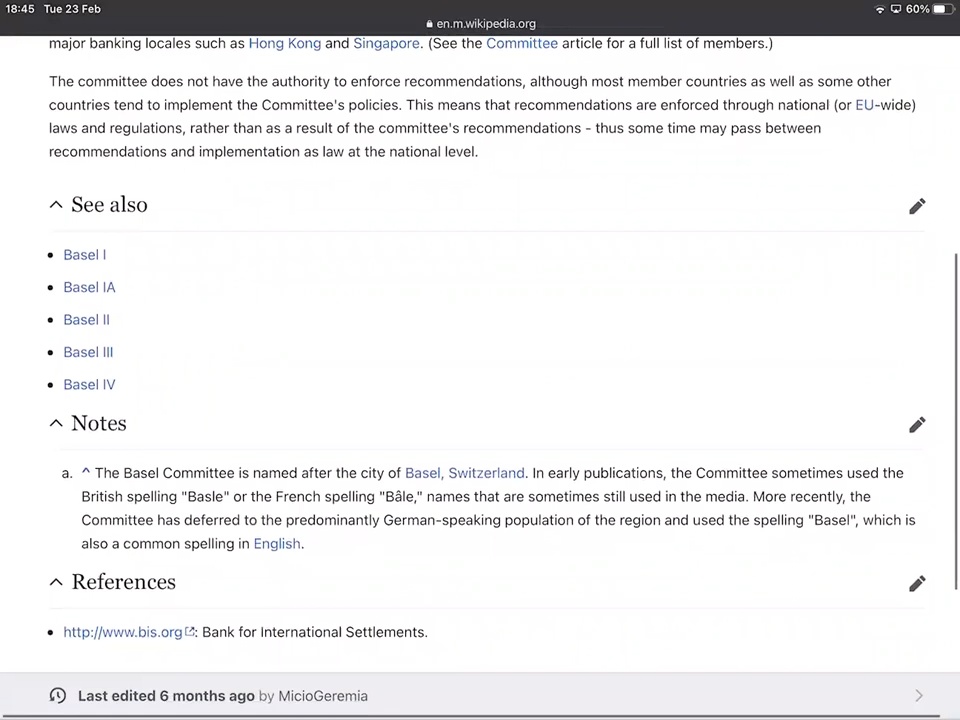 18:45 Tue 23 Feb
60%
en.m.wikipedia.org
major banking locales such as Hong Kong and Singapore. (See the Committee article for a full list of members.)
The committee does not have the authority to enforce recommendations, although most member countries as well as some other
countries tend to implement the Committee's policies. This means that recommendations are enforced through national (or EU-wide)
laws and regulations, rather than as a result of the committee's recommendations - thus some time may pass between
recommendations and implementation as law at the national level.
See also
• Basel I
• Basel IA
• Basel II
• Basel III
• Basel IV
Notes
a. ^ The Basel Committee is named after the city of Basel, Switzerland. In early publications, the Committee sometimes used the
British spelling "Basle" or the French spelling "Bâle," names that are sometimes still used in the media. More recently, the
Committee has deferred to the predominantly German-speaking population of the region and used the spelling "Basel", which is
also a common spelling in English.
References
• http://www.bis.org: Bank for International Settlements.
Last edited 6 months ago by MicioGeremia